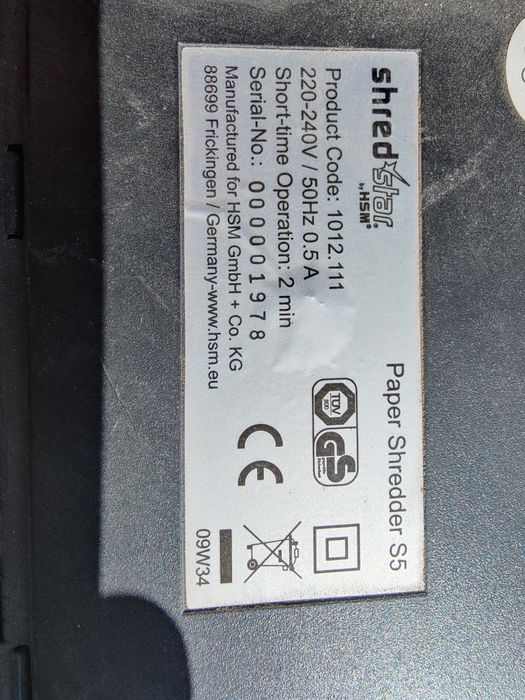 shredstar
by HSM®
Paper Shredder S5
Product Code: 1012.111
220-240V / 50Hz 0.5 A
Short-time Operation: 2 min
Serial-No.: 000001978
Manufactured for HSM GmbH + Co. KG
88699 Frickingen / Germany-www.hsm.eu
TÜV
GS
CE
09W34